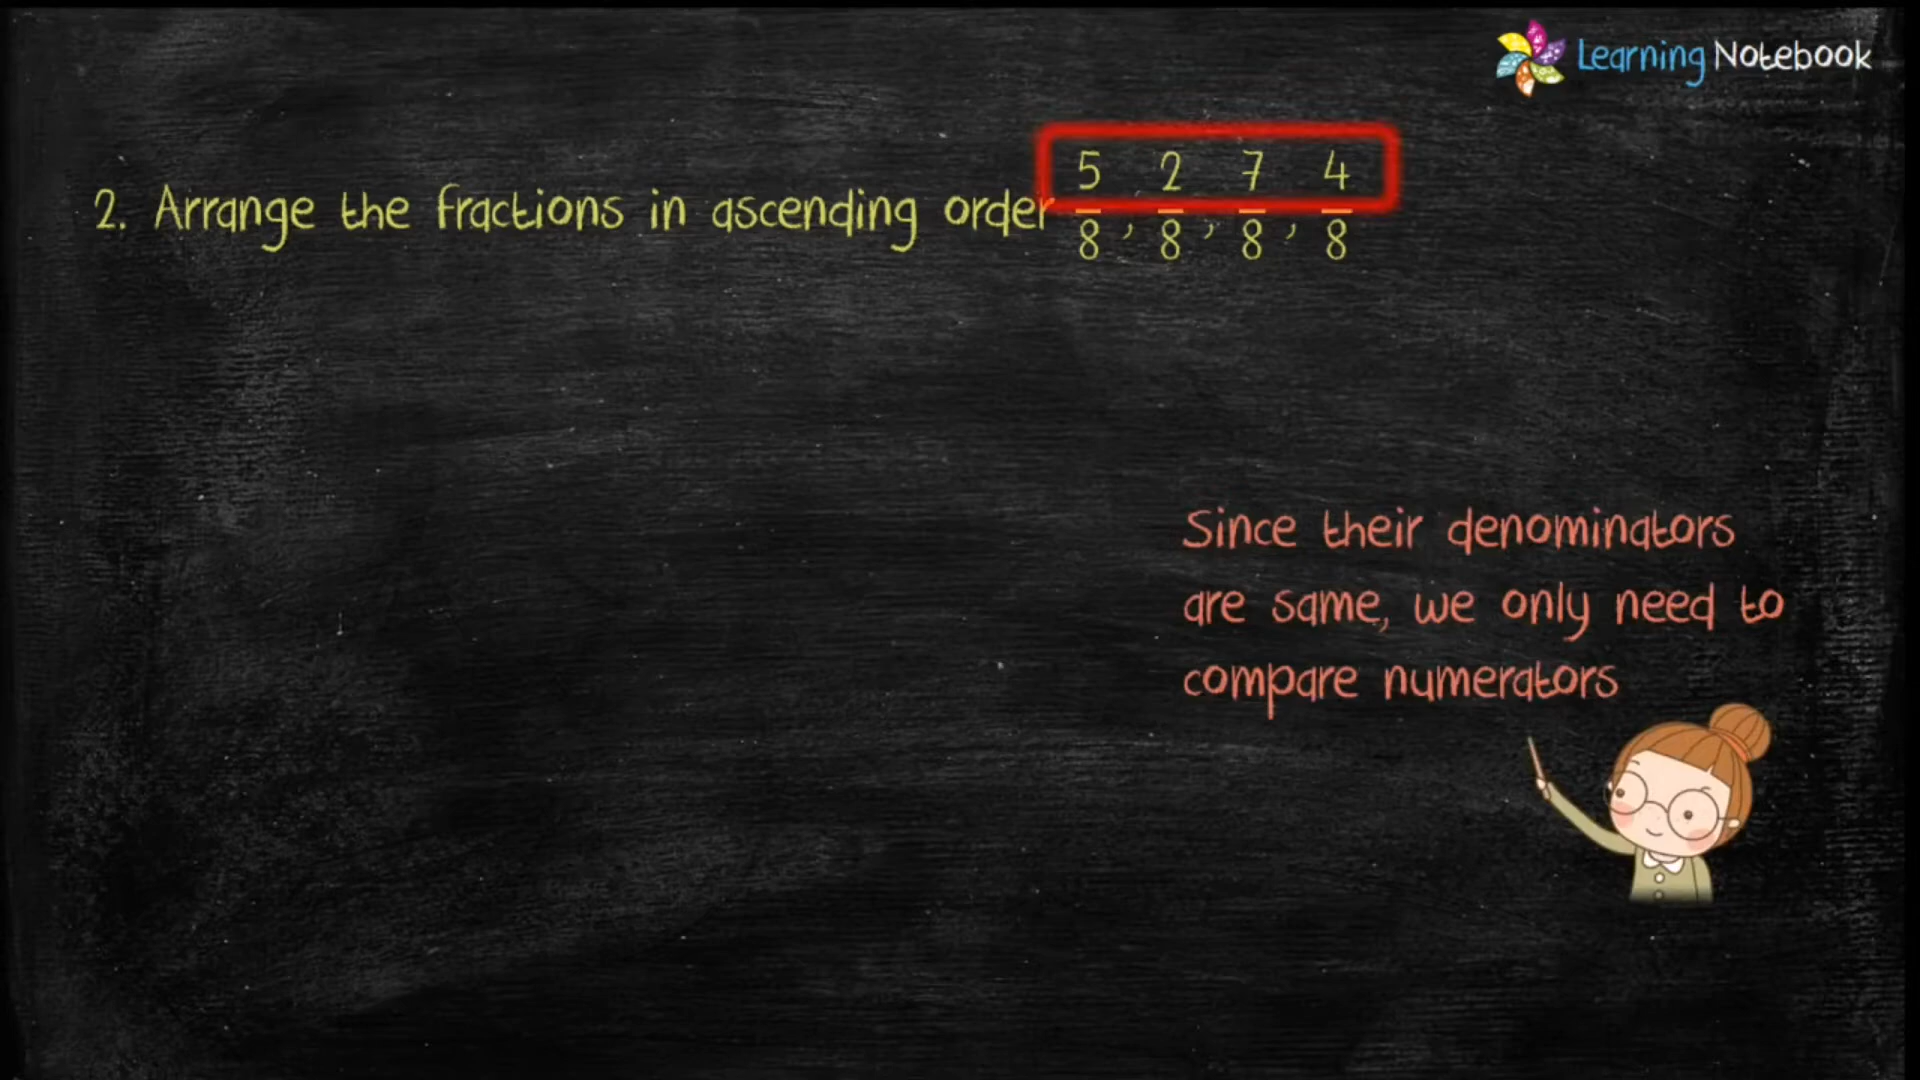 Learning Notebook
2. Arrange the fractions in ascending order 5/8, 2/8, 7/8, 4/8
Since their denominators
are same, we only need to
compare numerators